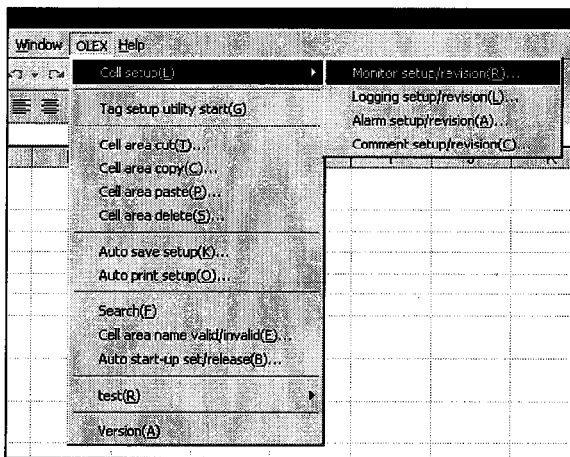 Window OLEX Help
Cell setup(L)
Monitor setup/revision(R)...
Logging setup/revision(L)...
Alarm setup/revision(A)...
Comment setup/revision(C)...
Tag setup utility start(G)
Cell area cut(T)...
Cell area copy(C)...
Cell area paste(P)...
Cell area delete(S)...
Auto save setup(K)...
Auto print setup(O)...
Search(F)
Cell area name valid/invalid(E)...
Auto start-up set/release(B)...
test(R)
Version(A)